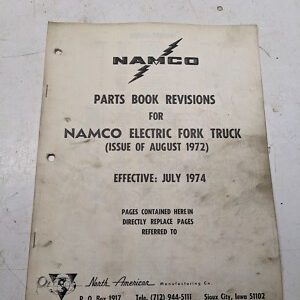 NAMCO
PARTS BOOK REVISIONS
FOR
NAMCO ELECTRIC FORK TRUCK
(ISSUE OF AUGUST 1972)
EFFECTIVE: JULY 1974
PAGES CONTAINED HEREIN
DIRECTLY REPLACE PAGES
REFERRED TO
North American Manufacturing Co.
P. O. Box 1917 Tele. (712) 944-5111 Sioux City, Iowa 51102